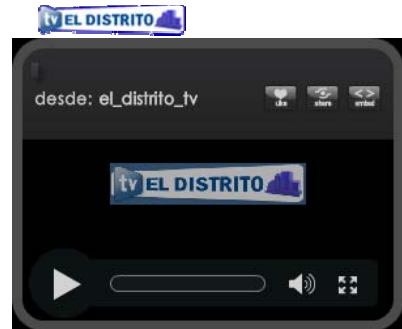 tv EL DISTRITO
desde: el_distrito_tv
like share embed
tv EL DISTRITO